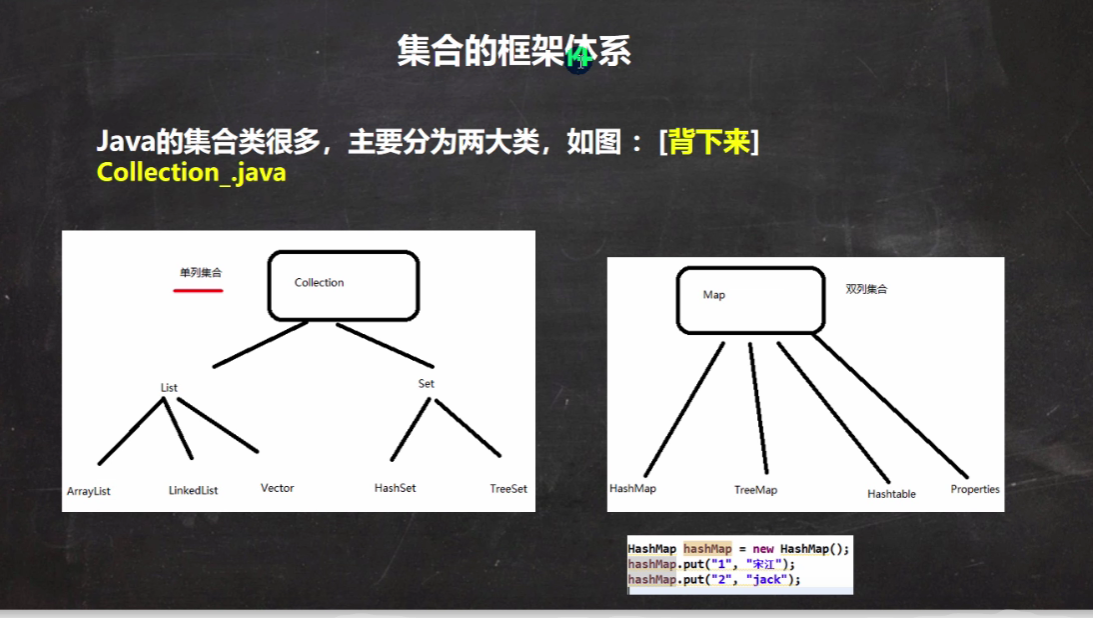 集合的框架体系
Java的集合类很多，主要分为两大类，如图 ：[背下来]
Collection_.java
单列集合
Collection
List
Set
ArrayList
LinkedList
Vector
HashSet
TreeSet
Map
双列集合
HashMap
TreeMap
Hashtable
Properties
HashMap hashMap = new HashMap();
hashMap.put("1", "宋江");
hashMap.put("2", "jack");